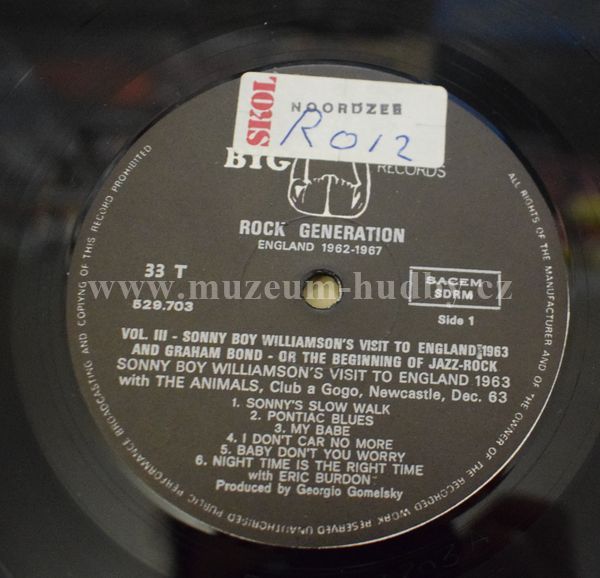 SKOL
NOORDZEE
R012
BYG RECORDS
ROCK GENERATION
ENGLAND 1962-1967
33 T
529.703
BACEM
SDRM
Side 1
www.muzeum-hudby.cz
VOL. III - SONNY BOY WILLIAMSON'S VISIT TO ENGLAND 1963
AND GRAHAM BOND - OR THE BEGINNING OF JAZZ-ROCK
SONNY BOY WILLIAMSON'S VISIT TO ENGLAND 1963
with THE ANIMALS, Club a Gogo, Newcastle, Dec. 63
1. SONNY'S SLOW WALK
2. PONTIAC BLUES
3. MY BABE
4. I DON'T CAR NO MORE
5. BABY DON'T YOU WORRY
6. NIGHT TIME IS THE RIGHT TIME
with ERIC BURDON
Produced by Georgio Gomelsky
ALL RIGHTS OF THE MANUFACTURER AND OF THE OWNER OF THE RECORDED WORK RESERVED UNAUTHORISED PUBLIC PERFORMANCE BROADCASTING AND COPIYNG OF THIS RECORD PROHIBITED